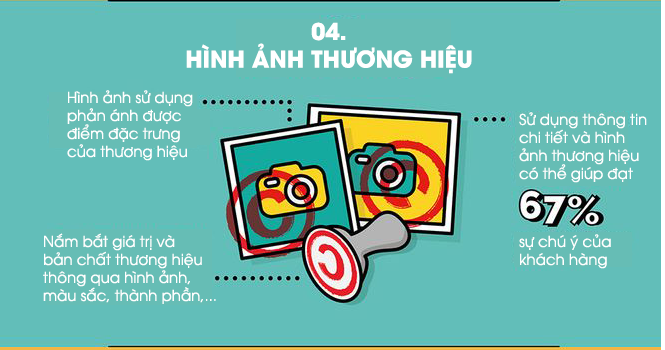 04.
HÌNH ẢNH THƯƠNG HIỆU
Hình ảnh sử dụng
phản ánh được
điểm đặc trưng
của thương hiệu
Sử dụng thông tin
chi tiết và hình
ảnh thương hiệu
có thể giúp đạt
67%
sự chú ý của
khách hàng
Nắm bắt giá trị và
bản chất thương hiệu
thông qua hình ảnh,
màu sắc, thành phần,...